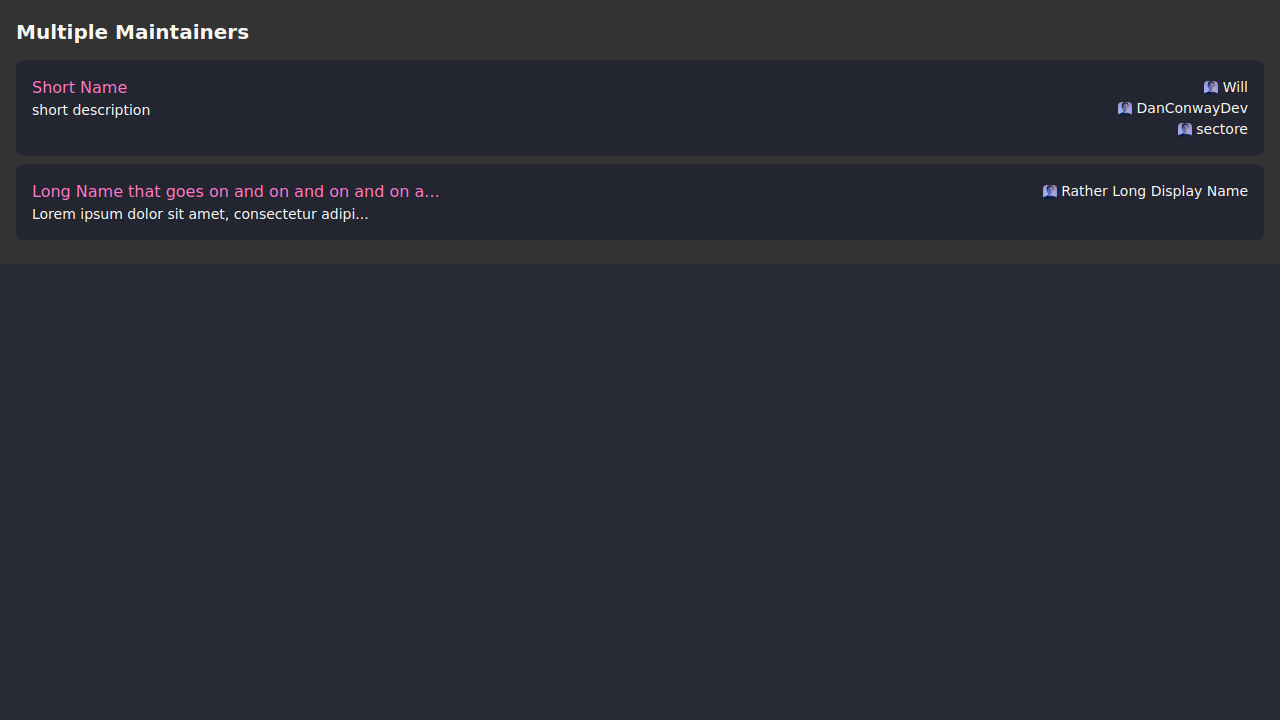 Multiple Maintainers
Short Name
short description
Will
DanConwayDev
sectore
Long Name that goes on and on and on and on a...
Lorem ipsum dolor sit amet, consectetur adipi...
Rather Long Display Name